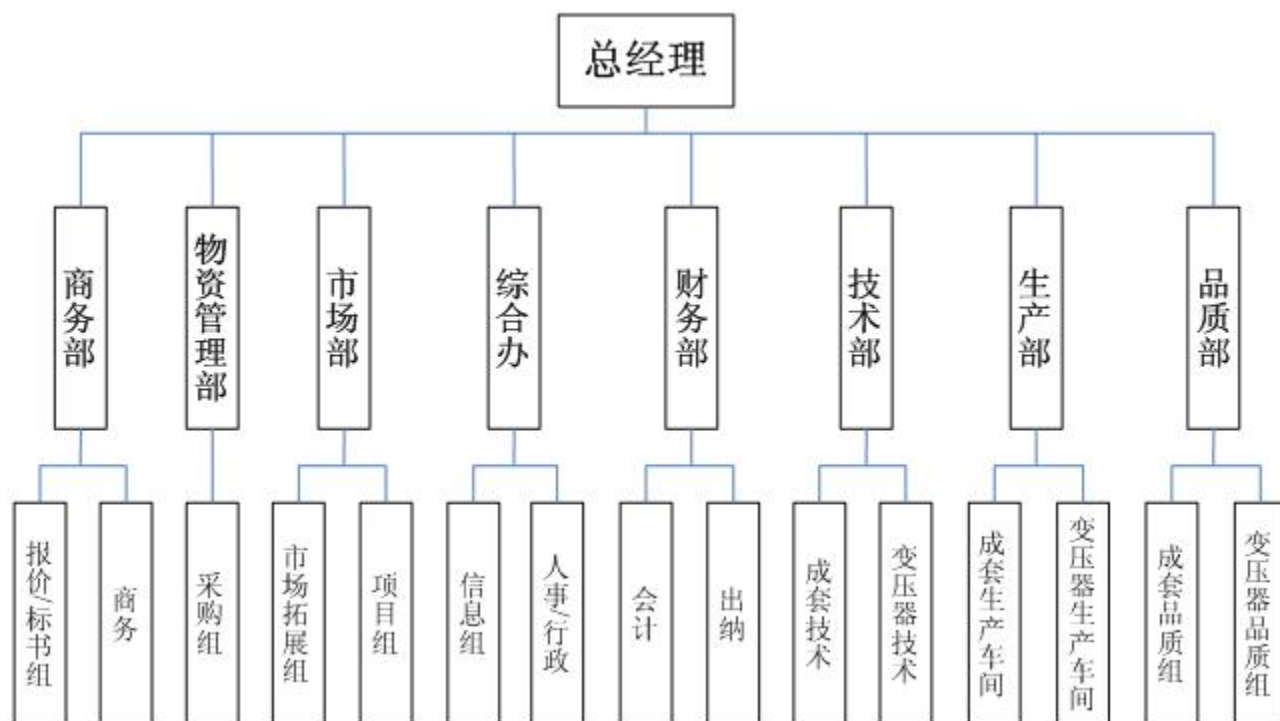 总经理
商务部
物资管理部
市场部
综合办
财务部
技术部
生产部
品质部
报价/标书组
商务
采购组
市场拓展组
项目组
信息组
人事/行政
会计
出纳
成套技术
变压器技术
成套生产车间
变压器生产车间
成套品质组
变压器品质组